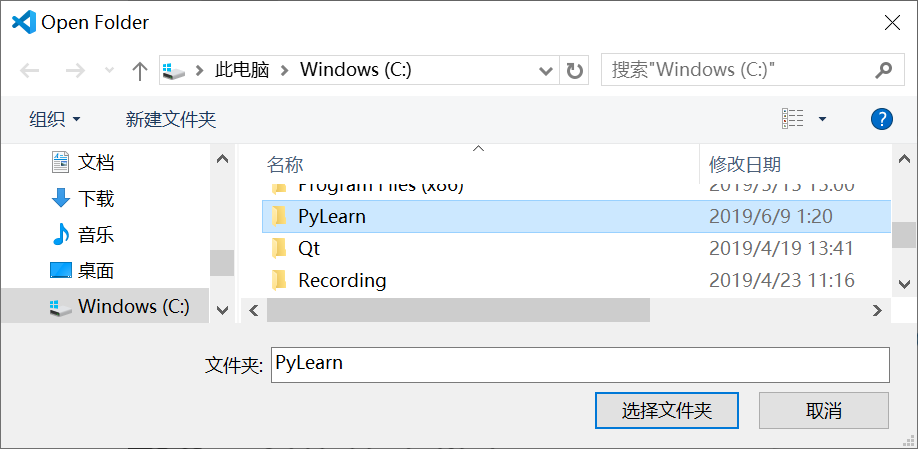 Open Folder
此电脑 Windows (C:) 搜索"Windows (C:)"
组织 新建文件夹 ?
名称 修改日期
文档
下载
音乐
桌面
Windows (C:)
Program Files (x86) 2019/5/15 15:00
PyLearn 2019/6/9 1:20
Qt 2019/4/19 13:41
Recording 2019/4/23 11:16
文件夹: PyLearn
选择文件夹 取消